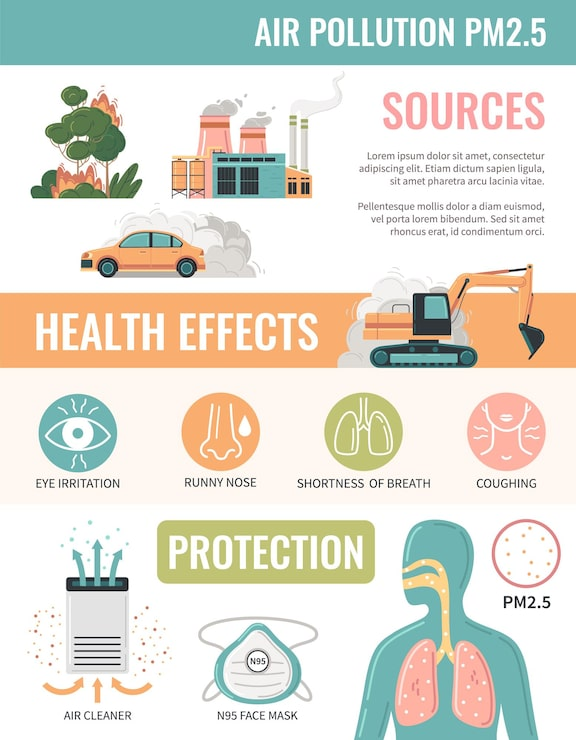 AIR POLLUTION PM2.5
SOURCES
Lorem ipsum dolor sit amet, consectetur
adipiscing elit. Etiam dictum sapien ligula,
sit amet pharetra arcu lacinia vitae.
Pellentesque mollis dolor a diam euismod,
vel porta lorem bibendum. Sed sit amet
rhoncus erat, id condimentum orci.
HEALTH EFFECTS
EYE IRRITATION
RUNNY NOSE
SHORTNESS OF BREATH
COUGHING
PROTECTION
PM2.5
N95
AIR CLEANER
N95 FACE MASK